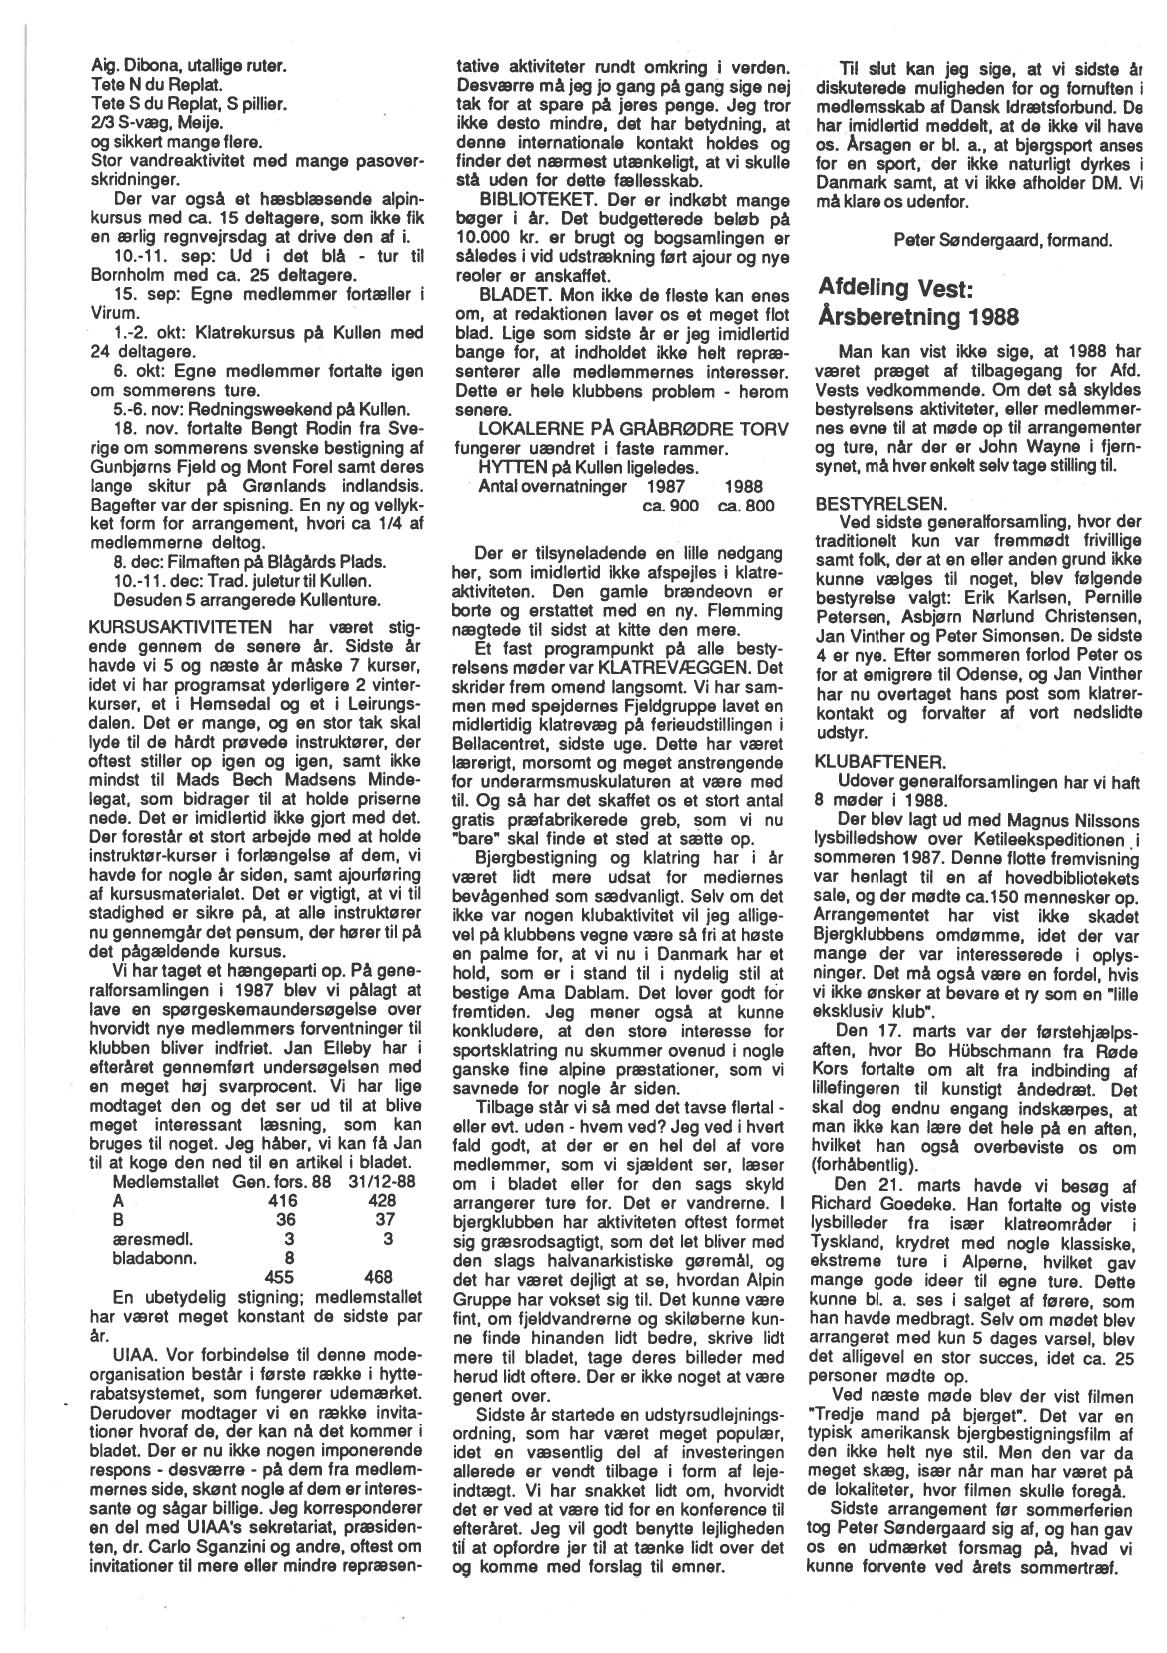 Aig. Dibona, utallige ruter.
Tete N du Replat.
Tete S du Replat, S pillier.
2/3 S-væg, Meije.
og sikkert mange flere.
Stor vandreaktivitet med mange pasover-
skridninger.
Der var også et hæsblæsende alpin-
kursus med ca. 15 deltagere, som ikke fik
en ærlig regnvejrsdag at drive den af i.
10.-11. sep: Ud i det blå - tur til
Bornholm med ca. 25 deltagere.
15. sep: Egne medlemmer fortæller i
Virum.
1.-2. okt: Klatrekursus på Kullen med
24 deltagere.
6. okt: Egne medlemmer fortalte igen
om sommerens ture.
5.-6. nov: Redningsweekend på Kullen.
18. nov. fortalte Bengt Rodin fra Sve-
rige om sommerens svenske bestigning af
Gunbjørns Fjeld og Mont Forel samt deres
lange skitur på Grønlands indlandsis.
Bagefter var der spisning. En ny og vellyk-
ket form for arrangement, hvori ca 1/4 af
medlemmerne deltog.
8. dec: Filmaften på Blågårds Plads.
10.-11. dec: Trad. juletur til Kullen.
Desuden 5 arrangerede Kullenture.
KURSUSAKTIVITETEN har været stig-
ende gennem de senere år. Sidste år
havde vi 5 og næste år måske 7 kurser,
idet vi har programsat yderligere 2 vinter-
kurser, et i Hemsedal og et i Leirungs-
dalen. Det er mange, og en stor tak skal
lyde til de hårdt prøvede instruktører, der
oftest stiller op igen og igen, samt ikke
mindst til Mads Bech Madsens Minde-
legat, som bidrager til at holde priserne
nede. Det er imidlertid ikke gjort med det.
Der forestår et stort arbejde med at holde
instruktør-kurser i forlængelse af dem, vi
havde for nogle år siden, samt ajourføring
af kursusmaterialet. Det er vigtigt, at vi til
stadighed er sikre på, at alle instruktører
nu gennemgår det pensum, der hører til på
det pågældende kursus.
Vi har taget et hængeparti op. På gene-
ralforsamlingen i 1987 blev vi pålagt at
lave en spørgeskemaundersøgelse over
hvorvidt nye medlemmers forventninger til
klubben bliver indfriet. Jan Elleby har i
efteråret gennemført undersøgelsen med
en meget høj svarprocent. Vi har lige
modtaget den og det ser ud til at blive
meget interessant læsning, som kan
bruges til noget. Jeg håber, vi kan få Jan
til at koge den ned til en artikel i bladet.
Medlemstallet Gen. fors. 88 31/12-88
A 416 428
B 36 37
æresmedl. 3 3
bladabonn. 8
455 468
En ubetydelig stigning; medlemstallet
har været meget konstant de sidste par
år.
UIAA. Vor forbindelse til denne mode-
organisation består i første række i hytte-
rabatsystemet, som fungerer udemærket.
Derudover modtager vi en række invita-
tioner hvoraf de, der kan nå det kommer i
bladet. Der er nu ikke nogen imponerende
respons - desværre - på dem fra medlem-
mernes side, skønt nogle af dem er interes-
sante og sågar billige. Jeg korresponderer
en del med UIAA's sekretariat, præsiden-
ten, dr. Carlo Sganzini og andre, oftest om
invitationer til mere eller mindre repræsen-
tative aktiviteter rundt omkring i verden.
Desværre må jeg jo gang på gang sige nej
tak for at spare på jeres penge. Jeg tror
ikke desto mindre, det har betydning, at
denne internationale kontakt holdes og
finder det nærmest utænkeligt, at vi skulle
stå uden for dette fællesskab.
BIBLIOTEKET. Der er indkøbt mange
bøger i år. Det budgetterede beløb på
10.000 kr. er brugt og bogsamlingen er
således i vid udstrækning ført ajour og nye
reoler er anskaffet.
BLADET. Mon ikke de fleste kan enes
om, at redaktionen laver os et meget flot
blad. Lige som sidste år er jeg imidlertid
bange for, at indholdet ikke helt repræ-
senterer alle medlemmernes interesser.
Dette er hele klubbens problem - herom
senere.
LOKALERNE PÅ GRÅBRØDRE TORV
fungerer uændret i faste rammer.
HYTTEN på Kullen ligeledes.
Antal overnatninger 1987 1988
ca. 900 ca. 800
Der er tilsyneladende en lille nedgang
her, som imidlertid ikke afspejles i klatre-
aktiviteten. Den gamle brændeovn er
borte og erstattet med en ny. Flemming
nægtede til sidst at kitte den mere.
Et fast programpunkt på alle besty-
relsens møder var KLATREVÆGGEN. Det
skrider frem omend langsomt. Vi har sam-
men med spejdernes Fjeldgruppe lavet en
midlertidig klatrevæg på ferieudstillingen i
Bellacentret, sidste uge. Dette har været
lærerigt, morsomt og meget anstrengende
for underarmsmuskulaturen at være med
til. Og så har det skaffet os et stort antal
gratis præfabrikerede greb, som vi nu
"bare" skal finde et sted at sætte op.
Bjergbestigning og klatring har i år
været lidt mere udsat for mediernes
bevågenhed som sædvanligt. Selv om det
ikke var nogen klubaktivitet vil jeg allige-
vel på klubbens vegne være så fri at høste
en palme for, at vi nu i Danmark har et
hold, som er i stand til i nydelig stil at
bestige Ama Dablam. Det lover godt for
fremtiden. Jeg mener også at kunne
konkludere, at den store interesse for
sportsklatring nu skummer ovenud i nogle
ganske fine alpine præstationer, som vi
savnede for nogle år siden.
Tilbage står vi så med det tavse flertal -
eller evt. uden - hvem ved? Jeg ved i hvert
fald godt, at der er en hel del af vore
medlemmer, som vi sjældent ser, læser
om i bladet eller for den sags skyld
arrangerer ture for. Det er vandrerne. I
bjergklubben har aktiviteten oftest formet
sig græsrodsagtigt, som det let bliver med
den slags halvanarkistiske gøremål, og
det har været dejligt at se, hvordan Alpin
Gruppe har vokset sig til. Det kunne være
fint, om fjeldvandrerne og skiløberne kun-
ne finde hinanden lidt bedre, skrive lidt
mere til bladet, tage deres billeder med
herud lidt oftere. Der er ikke noget at være
genert over.
Sidste år startede en udstyrsudlejnings-
ordning, som har været meget populær,
idet en væsentlig del af investeringen
allerede er vendt tilbage i form af leje-
indtægt. Vi har snakket lidt om, hvorvidt
det er ved at være tid for en konference til
efteråret. Jeg vil godt benytte lejligheden
til at opfordre jer til at tænke lidt over det
og komme med forslag til emner.
Til slut kan jeg sige, at vi sidste år
diskuterede muligheden for og fornuften i
medlemsskab af Dansk Idrætsforbund. De
har imidlertid meddelt, at de ikke vil have
os. Årsagen er bl. a., at bjergsport anses
for en sport, der ikke naturligt dyrkes i
Danmark samt, at vi ikke afholder DM. Vi
må klare os udenfor.
Peter Søndergaard, formand.
Afdeling Vest:
Årsberetning 1988
Man kan vist ikke sige, at 1988 har
været præget af tilbagegang for Afd.
Vests vedkommende. Om det så skyldes
bestyrelsens aktiviteter, eller medlemmer-
nes evne til at møde op til arrangementer
og ture, når der er John Wayne i fjern-
synet, må hver enkelt selv tage stilling til.
BESTYRELSEN.
Ved sidste generalforsamling, hvor der
traditionelt kun var fremmødt frivillige
samt folk, der at en eller anden grund ikke
kunne vælges til noget, blev følgende
bestyrelse valgt: Erik Karlsen, Pernille
Petersen, Asbjørn Nørlund Christensen,
Jan Vinther og Peter Simonsen. De sidste
4 er nye. Efter sommeren forlod Peter os
for at emigrere til Odense, og Jan Vinther
har nu overtaget hans post som klatrer-
kontakt og forvalter af vort nedslidte
udstyr.
KLUBAFTENER.
Udover generalforsamlingen har vi haft
8 møder i 1988.
Der blev lagt ud med Magnus Nilssons
lysbilledshow over Ketileekspeditionen i
sommeren 1987. Denne flotte fremvisning
var henlagt til en af hovedbibliotekets
sale, og der mødte ca.150 mennesker op.
Arrangementet har vist ikke skadet
Bjergklubbens omdømme, idet der var
mange der var interesserede i oplys-
ninger. Det må også være en fordel, hvis
vi ikke ønsker at bevare et ry som en "lille
eksklusiv klub".
Den 17. marts var der førstehjælps-
aften, hvor Bo Hübschmann fra Røde
Kors fortalte om alt fra indbinding af
lillefingeren til kunstigt åndedræt. Det
skal dog endnu engang indskærpes, at
man ikke kan lære det hele på en aften,
hvilket han også overbeviste os om
(forhåbentlig).
Den 21. marts havde vi besøg af
Richard Goedeke. Han fortalte og viste
lysbilleder fra især klatreområder i
Tyskland, krydret med nogle klassiske,
ekstreme ture i Alperne, hvilket gav
mange gode ideer til egne ture. Dette
kunne bl. a. ses i salget af førere, som
han havde medbragt. Selv om mødet blev
arrangeret med kun 5 dages varsel, blev
det alligevel en stor succes, idet ca. 25
personer mødte op.
Ved næste møde blev der vist filmen
"Tredje mand på bjerget". Det var en
typisk amerikansk bjergbestigningsfilm af
den ikke helt nye stil. Men den var da
meget skæg, især når man har været på
de lokaliteter, hvor filmen skulle foregå.
Sidste arrangement før sommerferien
tog Peter Søndergaard sig af, og han gav
os en udmærket forsmag på, hvad vi
kunne forvente ved årets sommertræf.